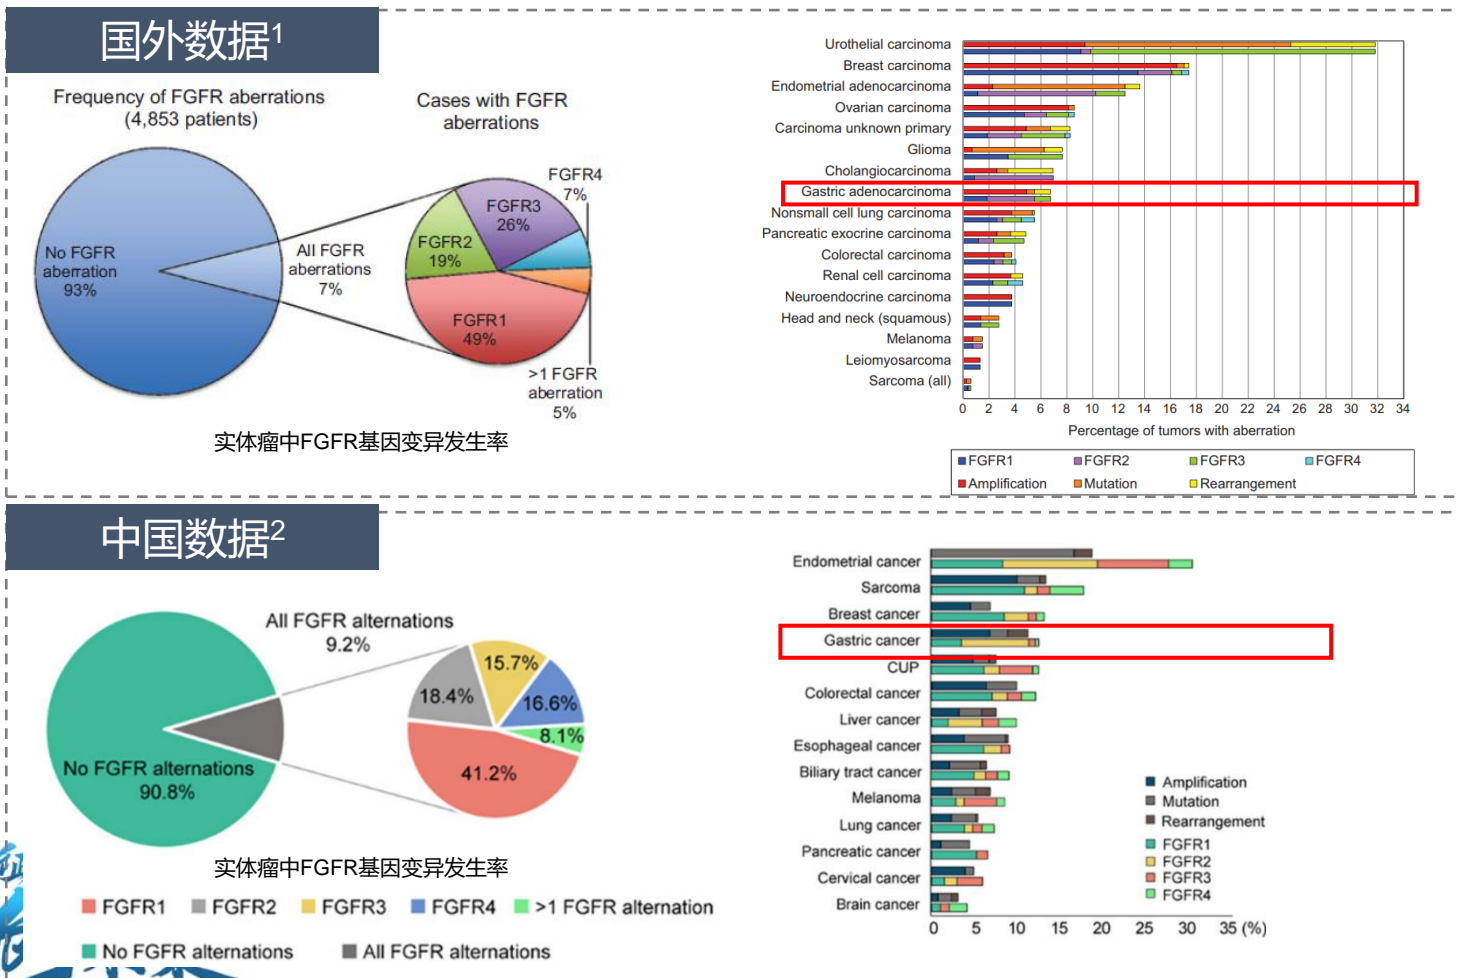 国外数据1
Frequency of FGFR aberrations
(4,853 patients)
Cases with FGFR
aberrations
No FGFR
aberration
93%
All FGFR
aberrations
7%
FGFR4
7%
FGFR3
26%
FGFR2
19%
FGFR1
49%
>1 FGFR
aberration
5%
实体瘤中FGFR基因变异发生率
Urothelial carcinoma
Breast carcinoma
Endometrial adenocarcinoma
Ovarian carcinoma
Carcinoma unknown primary
Glioma
Cholangiocarcinoma
Gastric adenocarcinoma
Nonsmall cell lung carcinoma
Pancreatic exocrine carcinoma
Colorectal carcinoma
Renal cell carcinoma
Neuroendocrine carcinoma
Head and neck (squamous)
Melanoma
Leiomyosarcoma
Sarcoma (all)
0 2 4 6 8 10 12 14 16 18 20 22 24 26 28 30 32 34
Percentage of tumors with aberration
FGFR1 FGFR2 FGFR3 FGFR4
Amplification Mutation Rearrangement
中国数据2
All FGFR alternations
9.2%
No FGFR alternations
90.8%
18.4%
15.7%
16.6%
8.1%
41.2%
实体瘤中FGFR基因变异发生率
FGFR1 FGFR2 FGFR3 FGFR4 >1 FGFR alternation
No FGFR alternations All FGFR alternations
Endometrial cancer
Sarcoma
Breast cancer
Gastric cancer
CUP
Colorectal cancer
Liver cancer
Esophageal cancer
Biliary tract cancer
Melanoma
Lung cancer
Pancreatic cancer
Cervical cancer
Brain cancer
0 5 10 15 20 25 30 35 (%)
Amplification
Mutation
Rearrangement
FGFR1
FGFR2
FGFR3
FGFR4